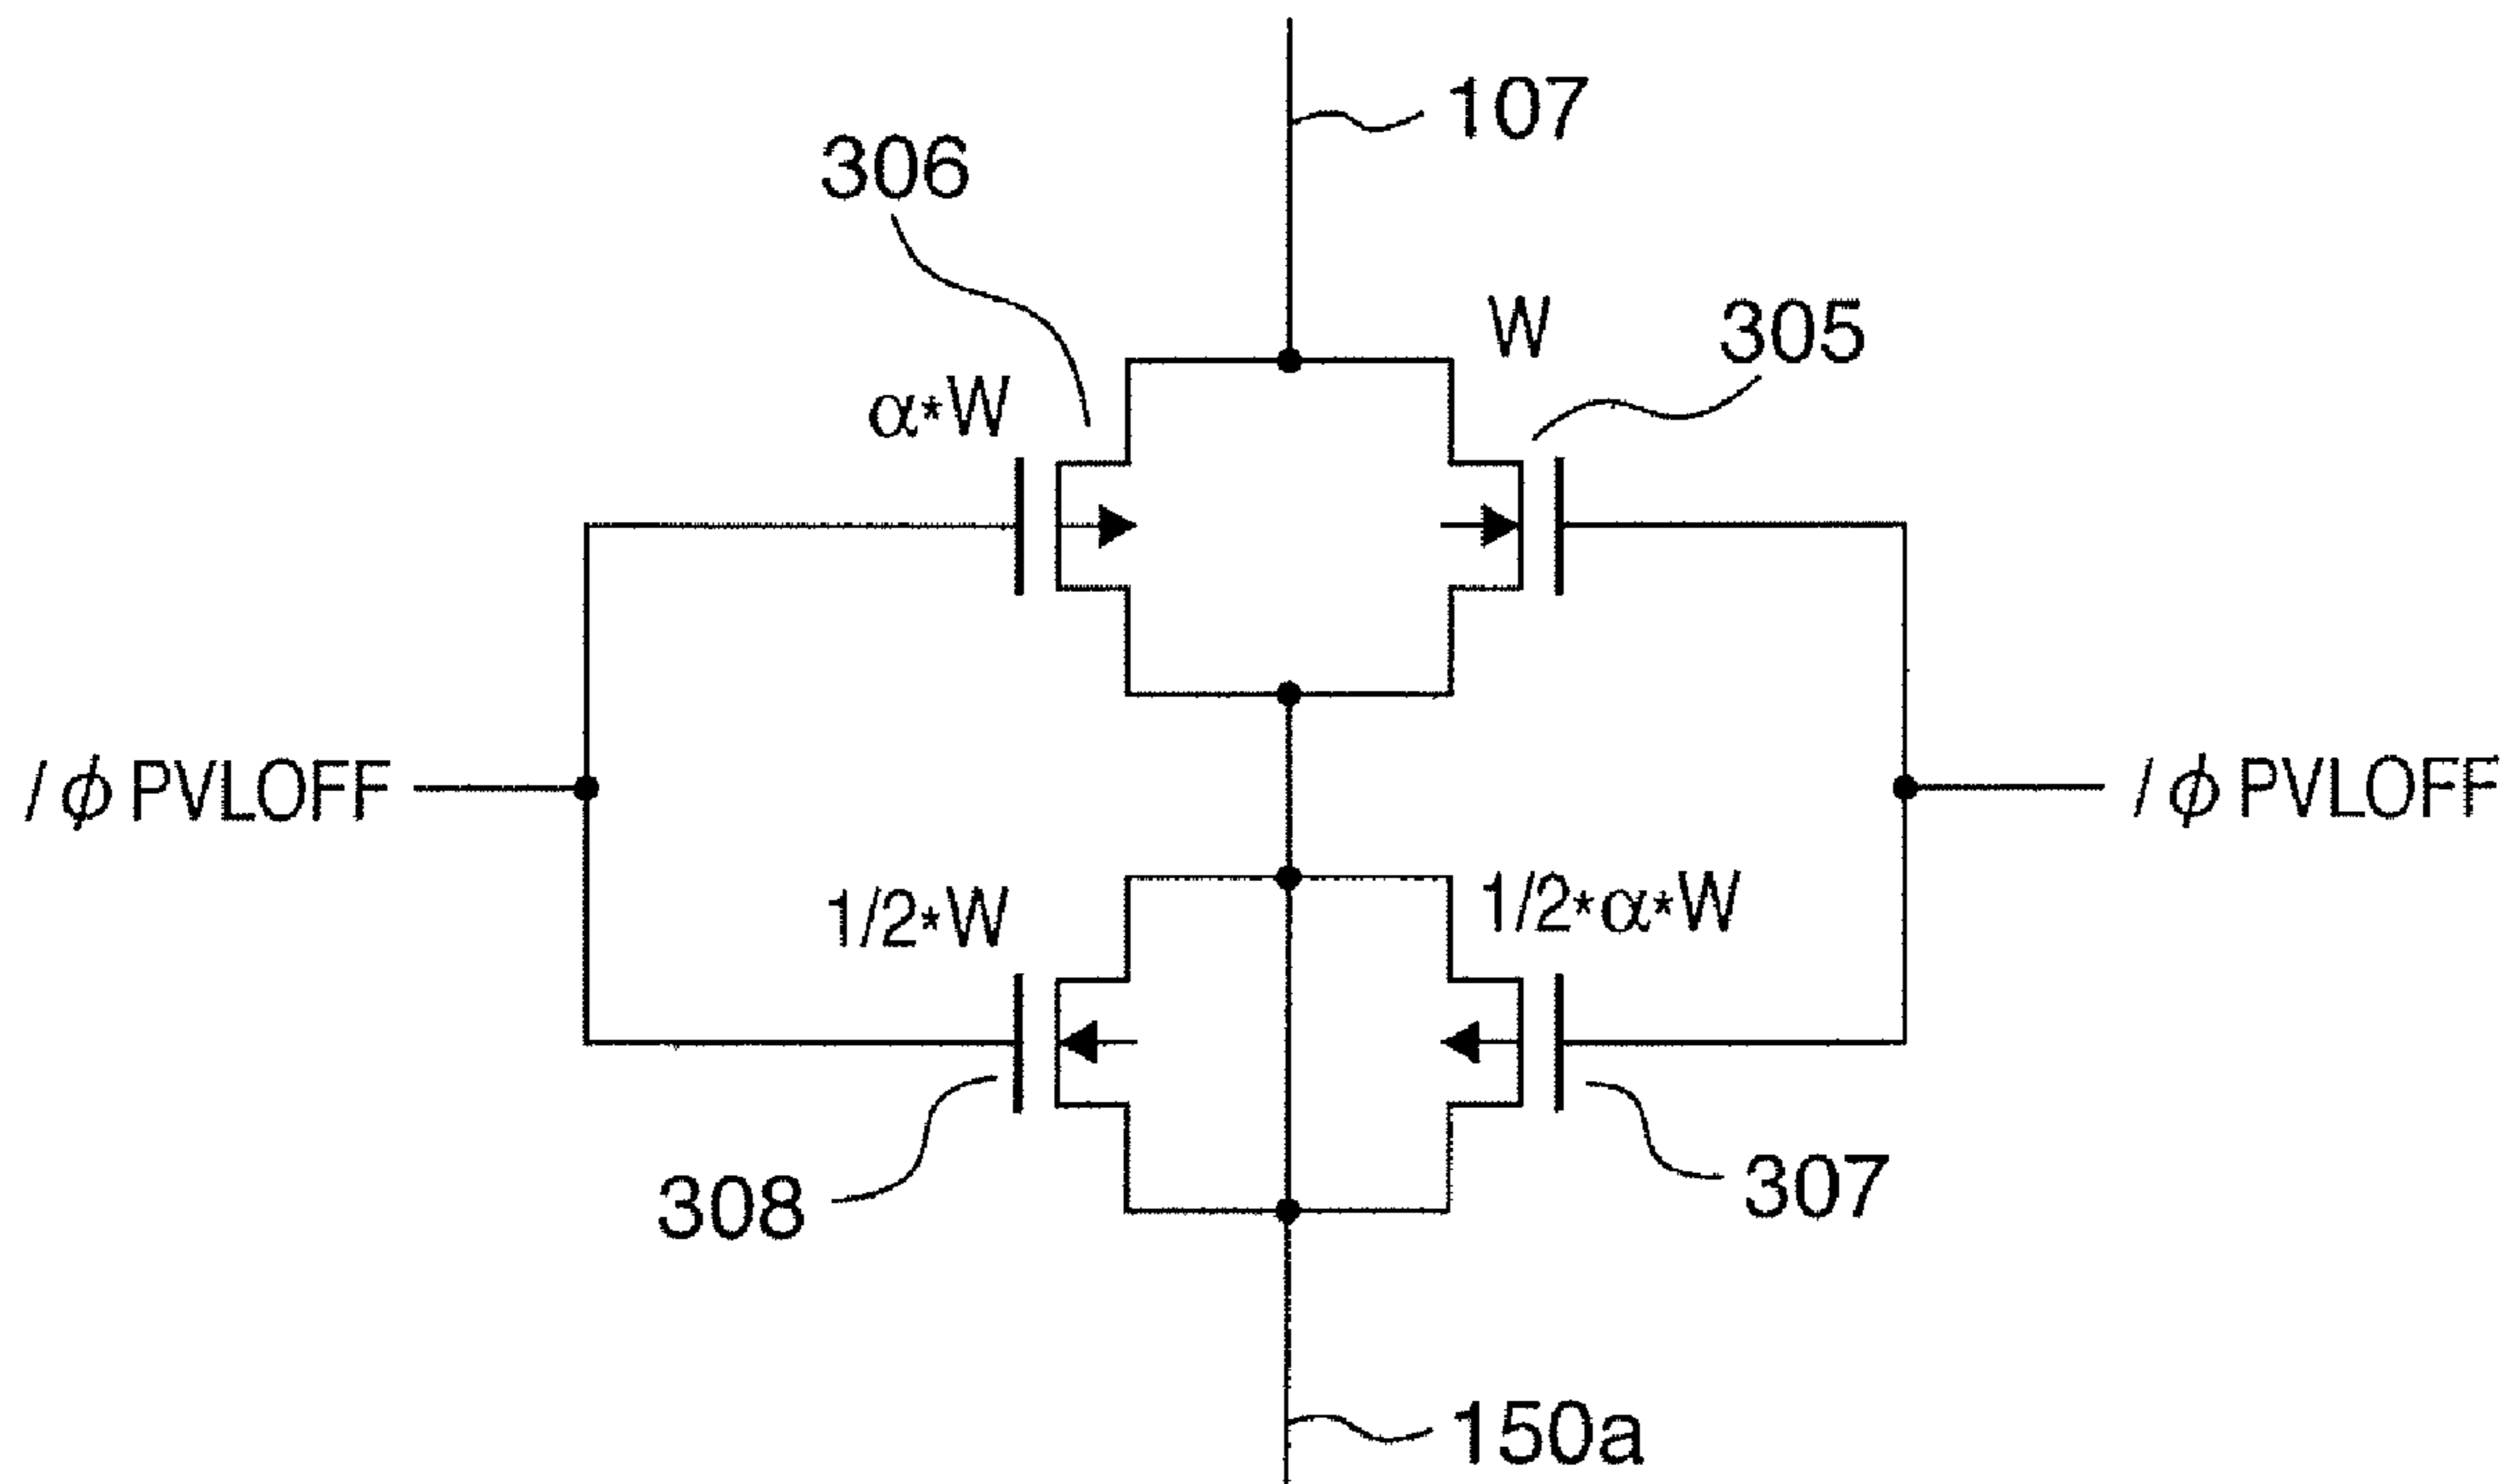 107
306
W
305
α*W
/ϕPVLOFF
/ϕPVLOFF
1/2*W
1/2*α*W
308
307
150a